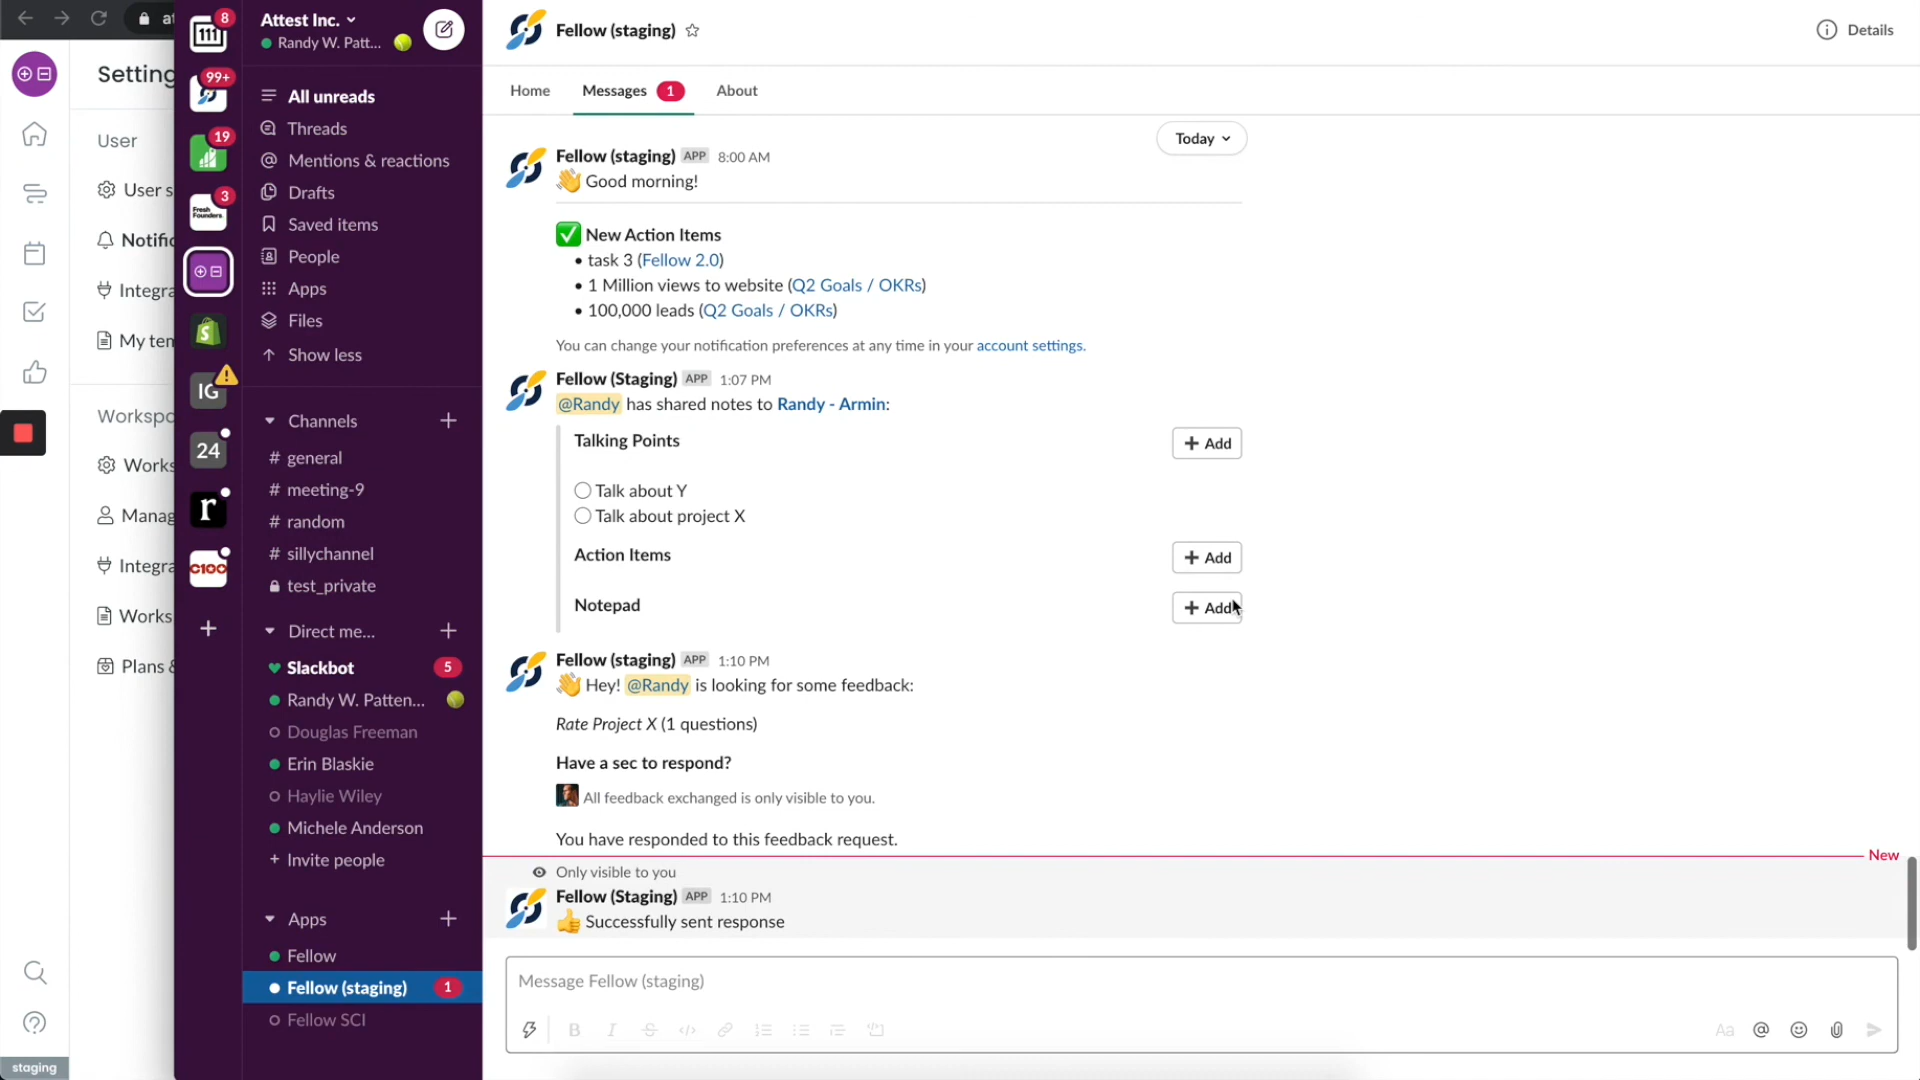 at
Setting
User
User s
Notific
Integra
My tem
Workspo
Works
Manag
Integra
Works
Plans &
staging
8
111
99+
19
3
Fresh
Founders.
IG
24
r
C100
Attest Inc.
Randy W. Patt...
All unreads
Threads
Mentions & reactions
Drafts
Saved items
People
Apps
Files
Show less
Channels
# general
# meeting-9
# random
# sillychannel
test_private
Direct me...
Slackbot 5
Randy W. Patten...
Douglas Freeman
Erin Blaskie
Haylie Wiley
Michele Anderson
+ Invite people
Apps
Fellow
Fellow (staging) 1
Fellow SCI
Fellow (staging)
Details
Home Messages 1 About
Today
Fellow (staging) APP 8:00 AM
Good morning!
New Action Items
• task 3 (Fellow 2.0)
• 1 Million views to website (Q2 Goals / OKRs)
• 100,000 leads (Q2 Goals / OKRs)
You can change your notification preferences at any time in your account settings.
Fellow (Staging) APP 1:07 PM
@Randy has shared notes to Randy - Armin:
Talking Points + Add
Talk about Y
Talk about project X
Action Items + Add
Notepad + Add
Fellow (staging) APP 1:10 PM
Hey! @Randy is looking for some feedback:
Rate Project X (1 questions)
Have a sec to respond?
All feedback exchanged is only visible to you.
You have responded to this feedback request.
New
Only visible to you
Fellow (Staging) APP 1:10 PM
Successfully sent response
Message Fellow (staging)
B I S </> Aa @